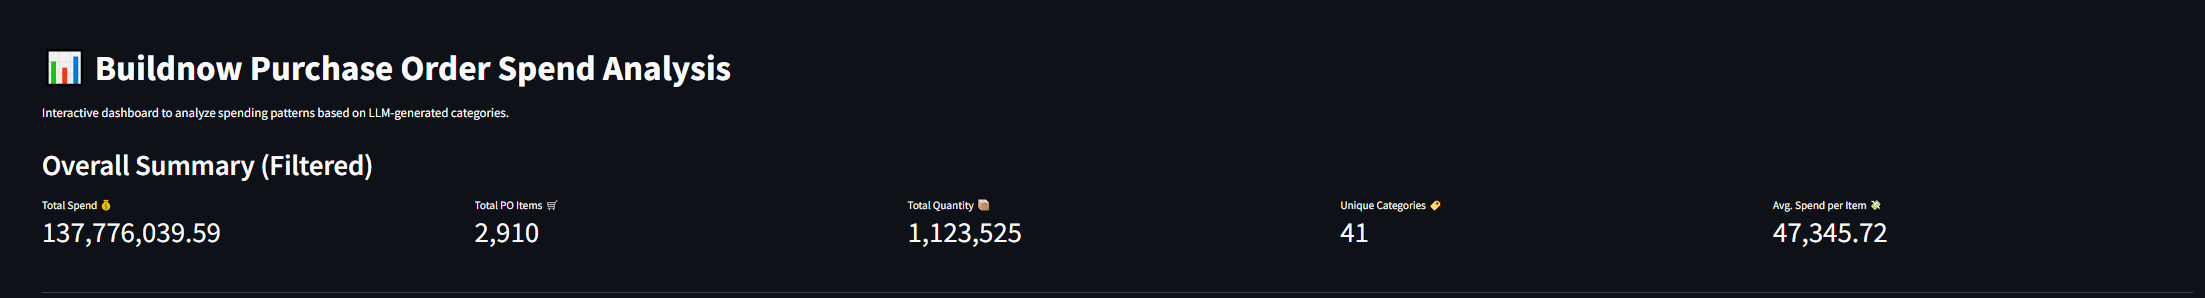 📊 Buildnow Purchase Order Spend Analysis
Interactive dashboard to analyze spending patterns based on LLM-generated categories.
Overall Summary (Filtered)
Total Spend 💰 Total PO Items 🛒 Total Quantity 📦 Unique Categories 🏷️ Avg. Spend per Item 💸
137,776,039.59 2,910 1,123,525 41 47,345.72